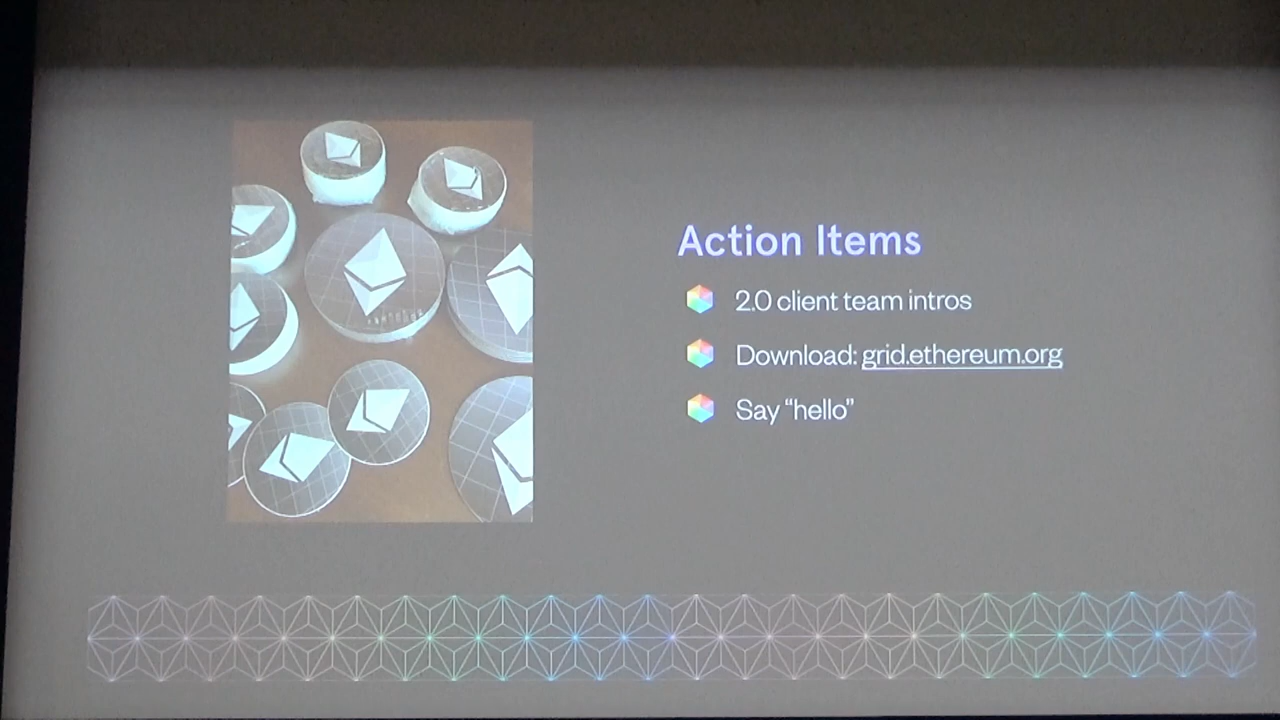 Action Items
2.0 client team intros
Download: grid.ethereum.org
Say “hello”